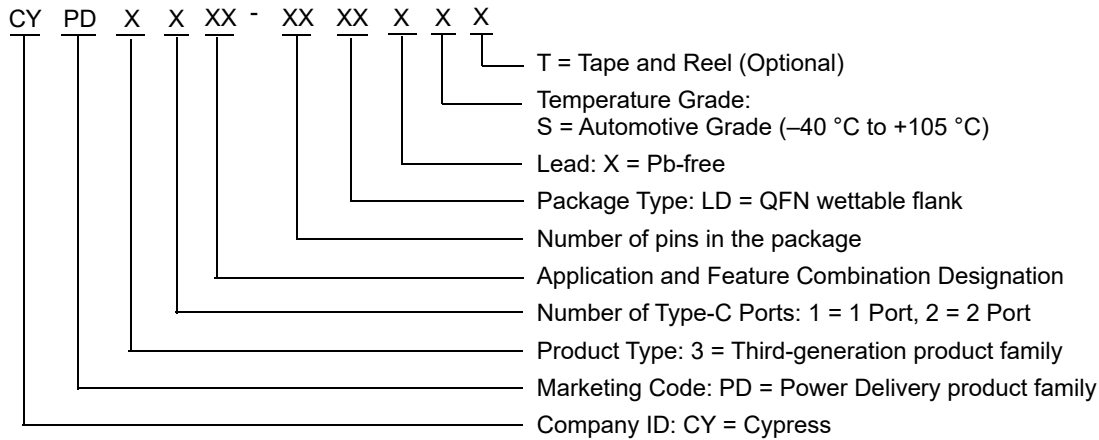 CY PD X X XX - XX XX X X X
T = Tape and Reel (Optional)
Temperature Grade:
S = Automotive Grade (–40 °C to +105 °C)
Lead: X = Pb-free
Package Type: LD = QFN wettable flank
Number of pins in the package
Application and Feature Combination Designation
Number of Type-C Ports: 1 = 1 Port, 2 = 2 Port
Product Type: 3 = Third-generation product family
Marketing Code: PD = Power Delivery product family
Company ID: CY = Cypress